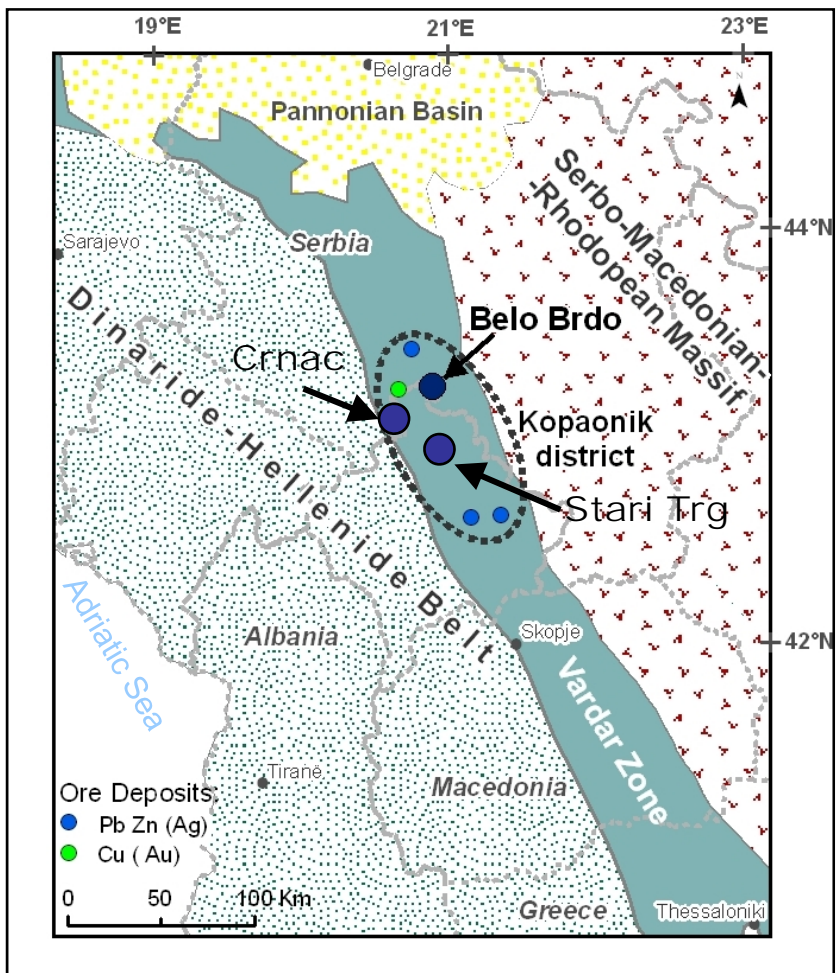 19°E 21°E 23°E
N
Belgrade
Pannonian Basin
Serbo-Macedonian-
-Rhodopean Massif
44°N
Sarajevo
Serbia
Belo Brdo
Crnac
Dinaride-Hellenide Belt
Kopaonik
district
Stari Trg
Adriatic Sea
Albania
Skopje
42°N
Vardar Zone
Tiranë
Macedonia
Ore Deposits:
Pb Zn (Ag)
Cu ( Au)
0 50 100 Km
Greece
Thessaloniki